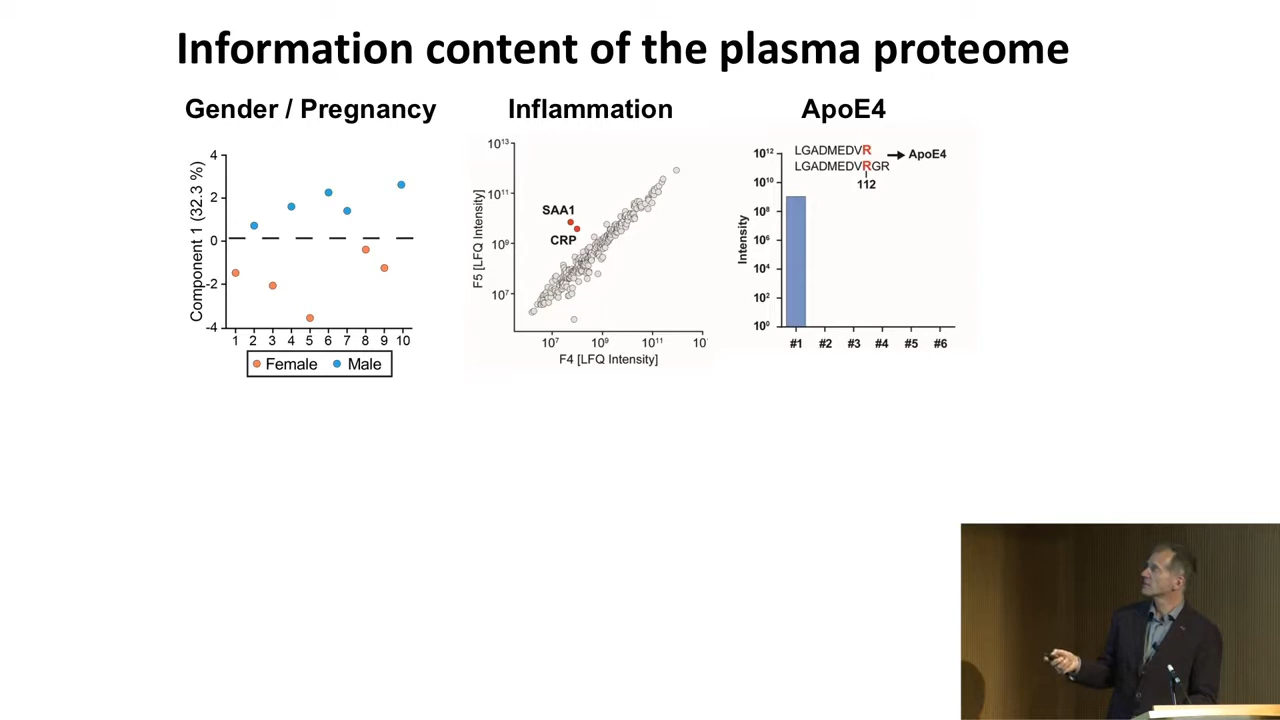 Information content of the plasma proteome
Gender / Pregnancy
Component 1 (32.3 %)
4
2
0
-2
-4
1 2 3 4 5 6 7 8 9 10
Female Male
Inflammation
F5 [LFQ Intensity]
10¹³
10¹¹
10⁹
10⁷
SAA1
CRP
10⁷ 10⁹ 10¹¹ 10
F4 [LFQ Intensity]
ApoE4
Intensity
10¹²
10¹⁰
10⁸
10⁶
10⁴
10²
10⁰
LGADMEDVR
LGADMEDVRGR
ApoE4
112
#1 #2 #3 #4 #5 #6